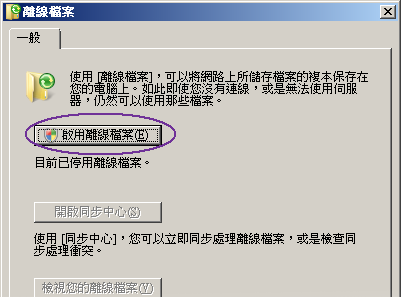 離線檔案
一般
使用 [離線檔案]，可以將網路上所儲存檔案的複本保存在
您的電腦上。如此即使您沒有連線，或是無法使用伺服
器，仍然可以使用那些檔案。
啟用離線檔案(E)
目前已停用離線檔案。
開啟同步中心(S)
使用 [同步中心]，您可以立即同步處理離線檔案，或是檢查同
步處理衝突。
檢視您的離線檔案(V)